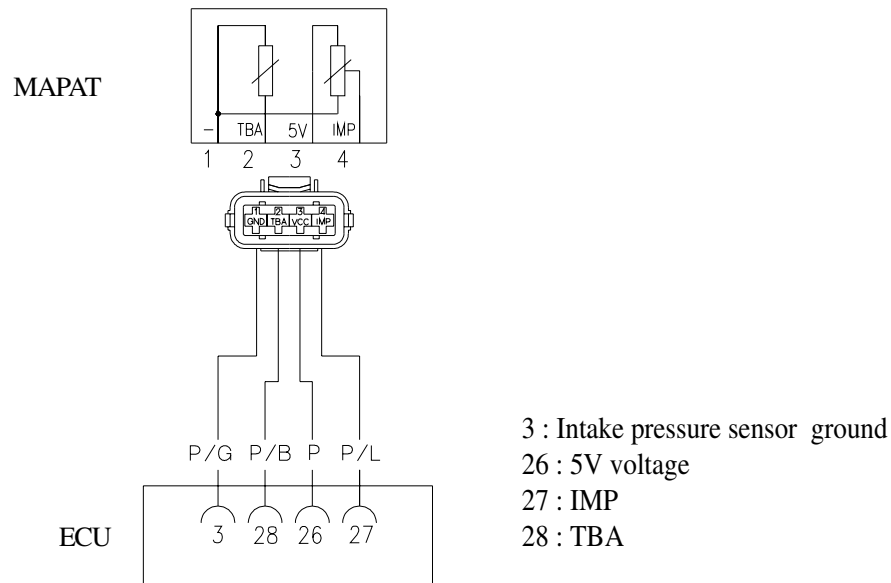 MAPAT
- TBA 5V IMP
1 2 3 4
1 2 3 4
GND TBA VCC IMP
P/G P/B P P/L
ECU
3 28 26 27
3 : Intake pressure sensor ground
26 : 5V voltage
27 : IMP
28 : TBA